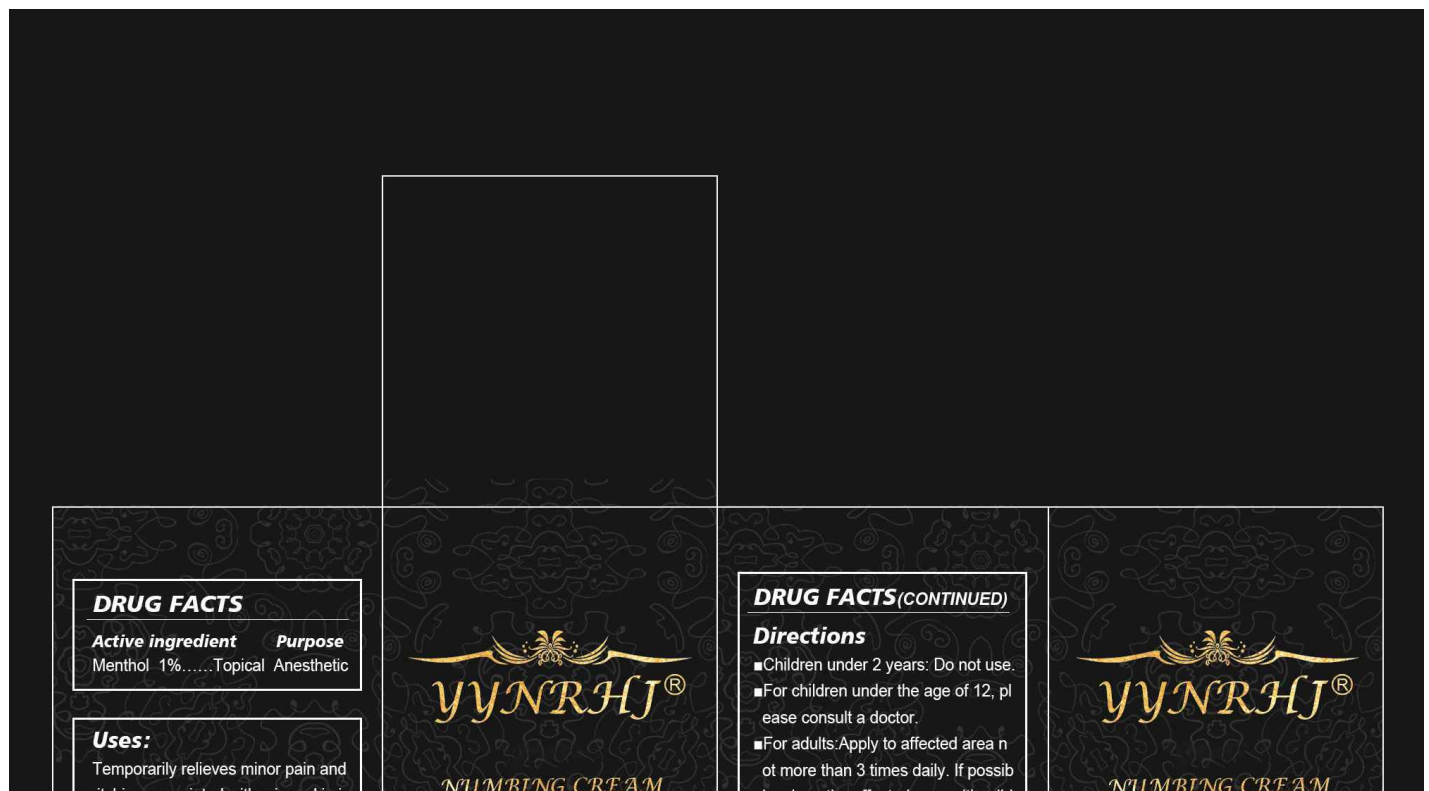 DRUG FACTS
Active ingredient Purpose
Menthol 1%......Topical Anesthetic
Uses:
Temporarily relieves minor pain and
YYNRHJ®
NUMBING CREAM
DRUG FACTS(CONTINUED)
Directions
■Children under 2 years: Do not use.
■For children under the age of 12, pl
ease consult a doctor.
■For adults:Apply to affected area n
ot more than 3 times daily. If possib
YYNRHJ®
NUMBING CREAM